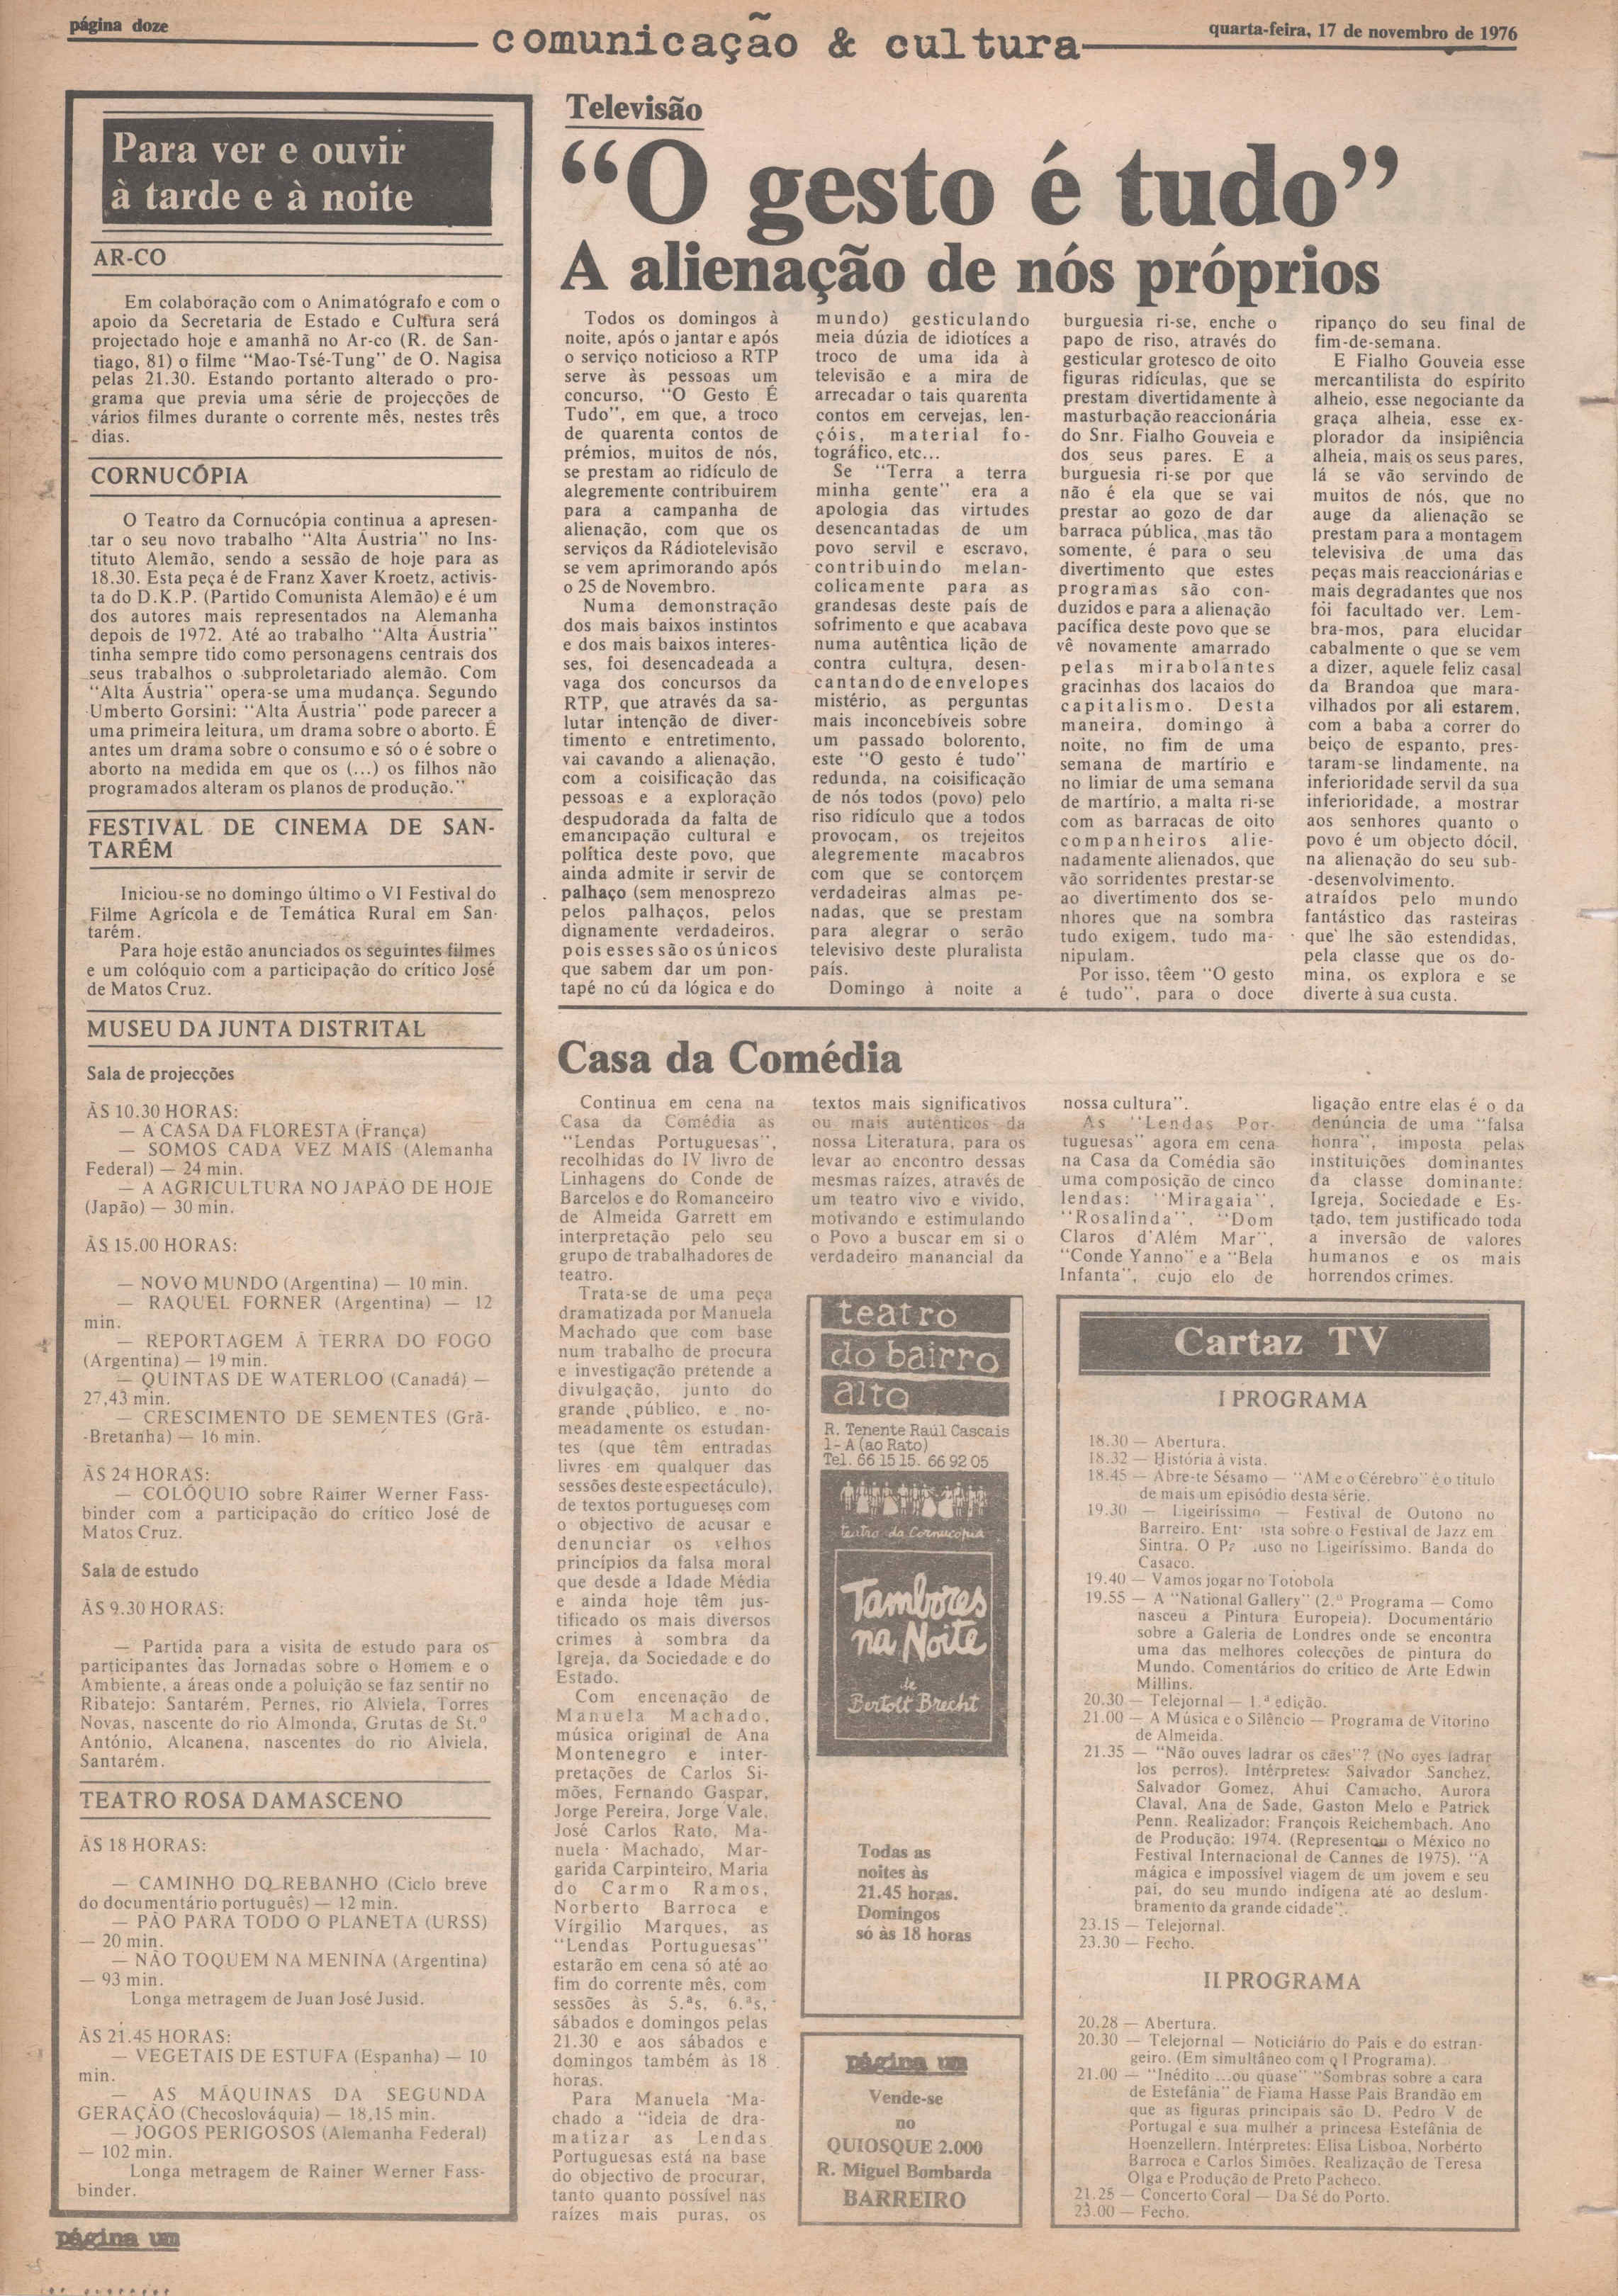 página doze
comunicação & cultura
quarta-feira, 17 de novembro de 1976
Para ver e ouvir
à tarde e à noite
AR-CO
Em colaboração com o Animatógrafo e com o
apoio da Secretaria de Estado e Cultura será
projectado hoje e amanhã no Ar-co (R. de San-
tiago, 81) o filme "Mao-Tsé-Tung" de O. Nagisa
pelas 21.30. Estando portanto alterado o pro-
grama que previa uma série de projecções de
vários filmes durante o corrente mês, nestes três
dias.
CORNUCÓPIA
O Teatro da Cornucópia continua a apresen-
tar o seu novo trabalho "Alta Áustria" no Ins-
tituto Alemão, sendo a sessão de hoje para as
18.30. Esta peça é de Franz Xaver Kroetz, activis-
ta do D.K.P. (Partido Comunista Alemão) e é um
dos autores mais representados na Alemanha
depois de 1972. Até ao trabalho "Alta Áustria"
tinha sempre tido como personagens centrais dos
seus trabalhos o subproletariado alemão. Com
"Alta Áustria" opera-se uma mudança. Segundo
Umberto Gorsini: "Alta Áustria" pode parecer a
uma primeira leitura, um drama sobre o aborto. É
antes um drama sobre o consumo e só o é sobre o
aborto na medida em que os (...) os filhos não
programados alteram os planos de produção."
FESTIVAL DE CINEMA DE SAN-
TARÉM
Iniciou-se no domingo último o VI Festival do
Filme Agrícola e de Temática Rural em San-
tarém.
Para hoje estão anunciados os seguintes filmes
e um colóquio com a participação do crítico José
de Matos Cruz.
MUSEU DA JUNTA DISTRITAL
Sala de projecções
ÀS 10.30 HORAS:
— A CASA DA FLORESTA (França)
— SOMOS CADA VEZ MAIS (Alemanha
Federal) — 24 min.
— A AGRICULTURA NO JAPÃO DE HOJE
(Japão) — 30 min.
ÀS 15.00 HORAS:
— NOVO MUNDO (Argentina) — 10 min.
— RAQUEL FORNER (Argentina) — 12
min.
— REPORTAGEM À TERRA DO FOGO
(Argentina) — 19 min.
— QUINTAS DE WATERLOO (Canadá) —
27,43 min.
— CRESCIMENTO DE SEMENTES (Grã-
-Bretanha) — 16 min.
ÀS 24 HORAS:
— COLÓQUIO sobre Rainer Werner Fass-
binder com a participação do crítico José de
Matos Cruz.
Sala de estudo
ÀS 9.30 HORAS:
— Partida para a visita de estudo para os
participantes das Jornadas sobre o Homem e o
Ambiente, a áreas onde a poluição se faz sentir no
Ribatejo: Santarém, Pernes, rio Alviela, Torres
Novas, nascente do rio Almonda, Grutas de St.º
António, Alcanena, nascentes do rio Alviela,
Santarém.
TEATRO ROSA DAMASCENO
ÀS 18 HORAS:
— CAMINHO DO REBANHO (Ciclo breve
do documentário português) — 12 min.
— PÃO PARA TODO O PLANETA (URSS)
— 20 min.
— NÃO TOQUEM NA MENINA (Argentina)
— 93 min.
Longa metragem de Juan José Jusid.
ÀS 21.45 HORAS:
— VEGETAIS DE ESTUFA (Espanha) — 10
min.
— AS MÁQUINAS DA SEGUNDA
GERAÇÃO (Checoslováquia) — 18,15 min.
— JOGOS PERIGOSOS (Alemanha Federal)
— 102 min.
Longa metragem de Rainer Werner Fass-
binder.
página um
Televisão
"O gesto é tudo"
A alienação de nós próprios
Todos os domingos à
noite, após o jantar e após
o serviço noticioso a RTP
serve às pessoas um
concurso, "O Gesto É
Tudo", em que, a troco
de quarenta contos de
prémios, muitos de nós,
se prestam ao ridículo de
alegremente contribuirem
para a campanha de
alienação, com que os
serviços da Rádiotelevisão
se vem aprimorando após
o 25 de Novembro.
Numa demonstração
dos mais baixos instintos
e dos mais baixos interes-
ses, foi desencadeada a
vaga dos concursos da
RTP, que através da sa-
lutar intenção de diver-
timento e entretimento,
vai cavando a alienação,
com a coisificação das
pessoas e a exploração
despudorada da falta de
emancipação cultural e
política deste povo, que
ainda admite ir servir de
palhaço (sem menosprezo
pelos palhaços, pelos
dignamente verdadeiros,
pois esses são os únicos
que sabem dar um pon-
tapé no cú da lógica e do
mundo) gesticulando
meia dúzia de idiotíces a
troco de uma ida à
televisão e a mira de
arrecadar o tais quarenta
contos em cervejas, len-
çóis, material fo-
tográfico, etc...
Se "Terra a terra
minha gente" era a
apologia das virtudes
desencantadas de um
povo servil e escravo,
contribuindo melan-
colicamente para as
grandesas deste país de
sofrimento e que acabava
numa autêntica lição de
contra cultura, desen-
cantando de envelopes
mistério, as perguntas
mais inconcebíveis sobre
um passado bolorento,
este "O gesto é tudo"
redunda, na coisificação
de nós todos (povo) pelo
riso ridículo que a todos
provocam, os trejeitos
alegremente macabros
com que se contorçem
verdadeiras almas pe-
nadas, que se prestam
para alegrar o serão
televisivo deste pluralista
país.
Domingo à noite a
burguesia ri-se, enche o
papo de riso, através do
gesticular grotesco de oito
figuras ridículas, que se
prestam divertidamente à
masturbação reaccionária
do Snr. Fialho Gouveia e
dos seus pares. E a
burguesia ri-se por que
não é ela que se vai
prestar ao gozo de dar
barraca pública, mas tão
somente, é para o seu
divertimento que estes
programas são con-
duzidos e para a alienação
pacífica deste povo que se
vê novamente amarrado
pelas mirabolantes
gracinhas dos lacaios do
capitalismo. Desta
maneira, domingo à
noite, no fim de uma
semana de martírio e
no limiar de uma semana
de martírio, a malta ri-se
com as barracas de oito
companheiros alie-
nadamente alienados, que
vão sorridentes prestar-se
ao divertimento dos se-
nhores que na sombra
tudo exigem, tudo ma-
nipulam.
Por isso, têem "O gesto
é tudo", para o doce
ripanço do seu final de
fim-de-semana.
E Fialho Gouveia esse
mercantilista do espírito
alheio, esse negociante da
graça alheia, esse ex-
plorador da insipiência
alheia, mais os seus pares,
lá se vão servindo de
muitos de nós, que no
auge da alienação se
prestam para a montagem
televisiva de uma das
peças mais reaccionárias e
mais degradantes que nos
foi facultado ver. Lem-
bra-mos, para elucidar
cabalmente o que se vem
a dizer, aquele feliz casal
da Brandoa que mara-
vilhados por ali estarem,
com a baba a correr do
beiço de espanto, pres-
taram-se lindamente, na
inferioridade servil da sua
inferioridade, a mostrar
aos senhores quanto o
povo é um objecto dócil,
na alienação do seu sub-
-desenvolvimento.
atraídos pelo mundo
fantástico das rasteiras
que lhe são estendidas,
pela classe que os do-
mina, os explora e se
diverte à sua custa.
Casa da Comédia
Continua em cena na
Casa da Comédia as
"Lendas Portuguesas",
recolhidas do IV livro de
Linhagens do Conde de
Barcelos e do Romanceiro
de Almeida Garrett em
interpretação pelo seu
grupo de trabalhadores de
teatro.
Trata-se de uma peça
dramatizada por Manuela
Machado que com base
num trabalho de procura
e investigação pretende a
divulgação, junto do
grande público, e no-
meadamente os estudan-
tes (que têm entradas
livres em qualquer das
sessões deste espectáculo),
de textos portugueses com
o objectivo de acusar e
denunciar os velhos
princípios da falsa moral
que desde a Idade Média
e ainda hoje têm jus-
tificado os mais diversos
crimes à sombra da
Igreja, da Sociedade e do
Estado.
Com encenação de
Manuela Machado,
música original de Ana
Montenegro e inter-
pretações de Carlos Si-
mões, Fernando Gaspar,
Jorge Pereira, Jorge Vale,
José Carlos Rato, Ma-
nuela Machado, Mar-
garida Carpinteiro, Maria
do Carmo Ramos,
Norberto Barroca e
Vírgilio Marques, as
"Lendas Portuguesas"
estarão em cena só até ao
fim do corrente mês, com
sessões às 5.ªs, 6.ªs,
sábados e domingos pelas
21.30 e aos sábados e
domingos também às 18
horas.
Para Manuela Ma-
chado a "ideia de dra-
matizar as Lendas
Portuguesas está na base
do objectivo de procurar,
tanto quanto possível nas
raízes mais puras, os
textos mais significativos
ou mais autênticos da
nossa Literatura, para os
levar ao encontro dessas
mesmas raízes, através de
um teatro vivo e vivido,
motivando e estimulando
o Povo a buscar em si o
verdadeiro manancial da
nossa cultura".
As "Lendas Por-
tuguesas" agora em cena
na Casa da Comédia são
uma composição de cinco
lendas: "Miragaia",
"Rosalinda", "Dom
Claros d'Além Mar",
"Conde Yanno" e a "Bela
Infanta", cujo elo de
ligação entre elas é o da
denúncia de uma "falsa
honra", imposta pelas
instituições dominantes
da classe dominante:
Igreja, Sociedade e Es-
tado, tem justificado toda
a inversão de valores
humanos e os mais
horrendos crimes.
teatro
do bairro
alto
R. Tenente Raúl Cascais
1-A (ao Rato)
Tel. 66 15 15. 66 92 05
teatro da Cornucópia
Tambores
na Noite
de
Bertolt Brecht
Todas as
noites às
21.45 horas.
Domingos
só às 18 horas
página um
Vende-se
no
QUIOSQUE 2.000
R. Miguel Bombarda
BARREIRO
Cartaz TV
I PROGRAMA
18.30 — Abertura.
18.32 — História à vista.
18.45 — Abre-te Sésamo — "AM e o Cérebro" é o título
de mais um episódio desta série.
19.30 — Ligeiríssimo — Festival de Outono no
Barreiro. sobre o Festival de Jazz em
Sintra. O no Ligeiríssimo. Banda do
Casaco.
19.40 — Vamos jogar no Totobola
19.55 — A "National Gallery" (2.º Programa — Como
nasceu a Pintura Europeia). Documentário
sobre a Galeria de Londres onde se encontra
uma das melhores colecções de pintura do
Mundo. Comentários do crítico de Arte Edwin
Millins.
20.30 — Telejornal — 1.ª edição.
21.00 — A Música e o Silêncio — Programa de Vitorino
de Almeida.
21.35 — "Não ouves ladrar os cães"? (No oyes ladrar
los perros). Intérpretes: Salvador Sanchez,
Salvador Gomez, Ahui Camacho, Aurora
Claval, Ana de Sade, Gaston Melo e Patrick
Penn. Realizador: François Reichembach. Ano
de Produção: 1974. (Representou o México no
Festival Internacional de Cannes de 1975). "A
mágica e impossível viagem de um jovem e seu
pai, do seu mundo indígena até ao deslum-
bramento da grande cidade".
23.15 — Telejornal.
23.30 — Fecho.
II PROGRAMA
20.28 — Abertura.
20.30 — Telejornal — Noticiário do País e do estran-
geiro. (Em simultâneo com o I Programa).
21.00 — "Inédito ...ou quase" "Sombras sobre a cara
de Estefânia" de Fiama Hasse Pais Brandão em
que as figuras principais são D. Pedro V de
Portugal e sua mulher a princesa Estefânia de
Hoenzellern. Intérpretes: Elisa Lisboa, Norberto
Barroca e Carlos Simões. Realização de Teresa
Olga e Produção de Preto Pacheco.
21.25 — Concerto Coral — Da Sé do Porto.
23.00 — Fecho.